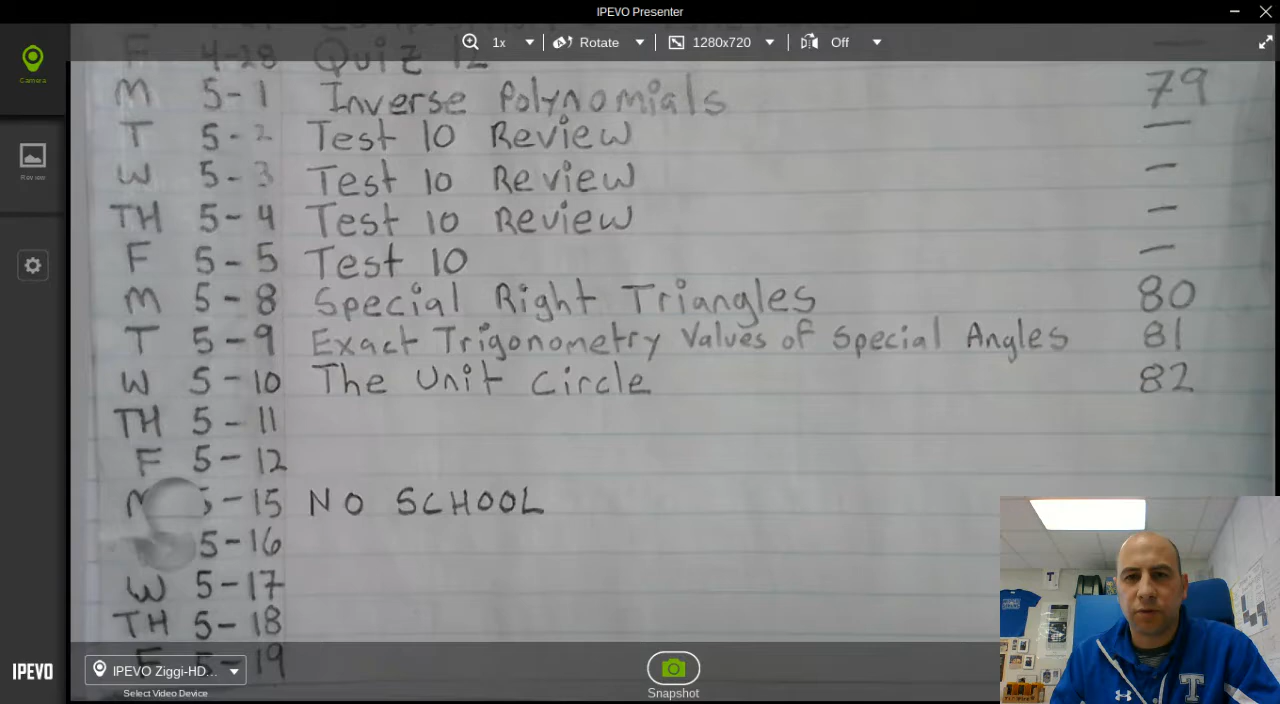 IPEVO Presenter
1x Rotate 1280x720 Off
Camera
F 4-28 Quiz 12 —
M 5-1 Inverse Polynomials 79
T 5-2 Test 10 Review —
Review
W 5-3 Test 10 Review —
TH 5-4 Test 10 Review —
F 5-5 Test 10 —
M 5-8 Special Right Triangles 80
T 5-9 Exact Trigonometry Values of Special Angles 81
W 5-10 The Unit Circle 82
TH 5-11
F 5-12
M 5-15 NO SCHOOL
5-16
W 5-17
TH 5-18
F 5-19
IPEVO
IPEVO Ziggi-HD...
Select Video Device
Snapshot
T